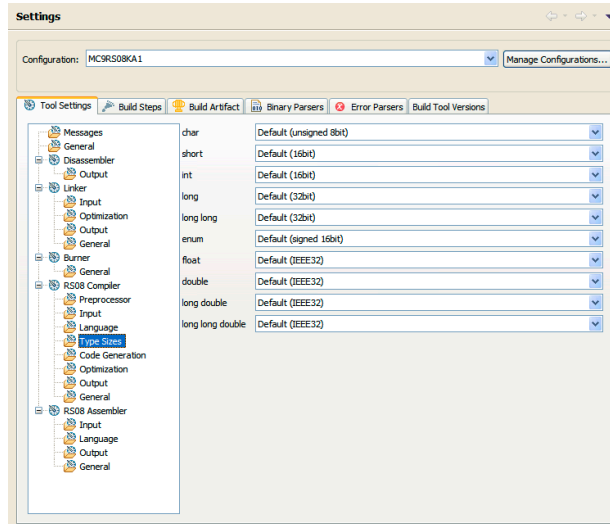 Settings
Configuration: MC9RS08KA1 Manage Configurations...
Tool Settings Build Steps Build Artifact Binary Parsers Error Parsers Build Tool Versions
Messages
General
Disassembler
Output
Linker
Input
Optimization
Output
General
Burner
General
RS08 Compiler
Preprocessor
Input
Language
Type Sizes
Code Generation
Optimization
Output
General
RS08 Assembler
Input
Language
Output
General
char Default (unsigned 8bit)
short Default (16bit)
int Default (16bit)
long Default (32bit)
long long Default (32bit)
enum Default (signed 16bit)
float Default (IEEE32)
double Default (IEEE32)
long double Default (IEEE32)
long long double Default (IEEE32)